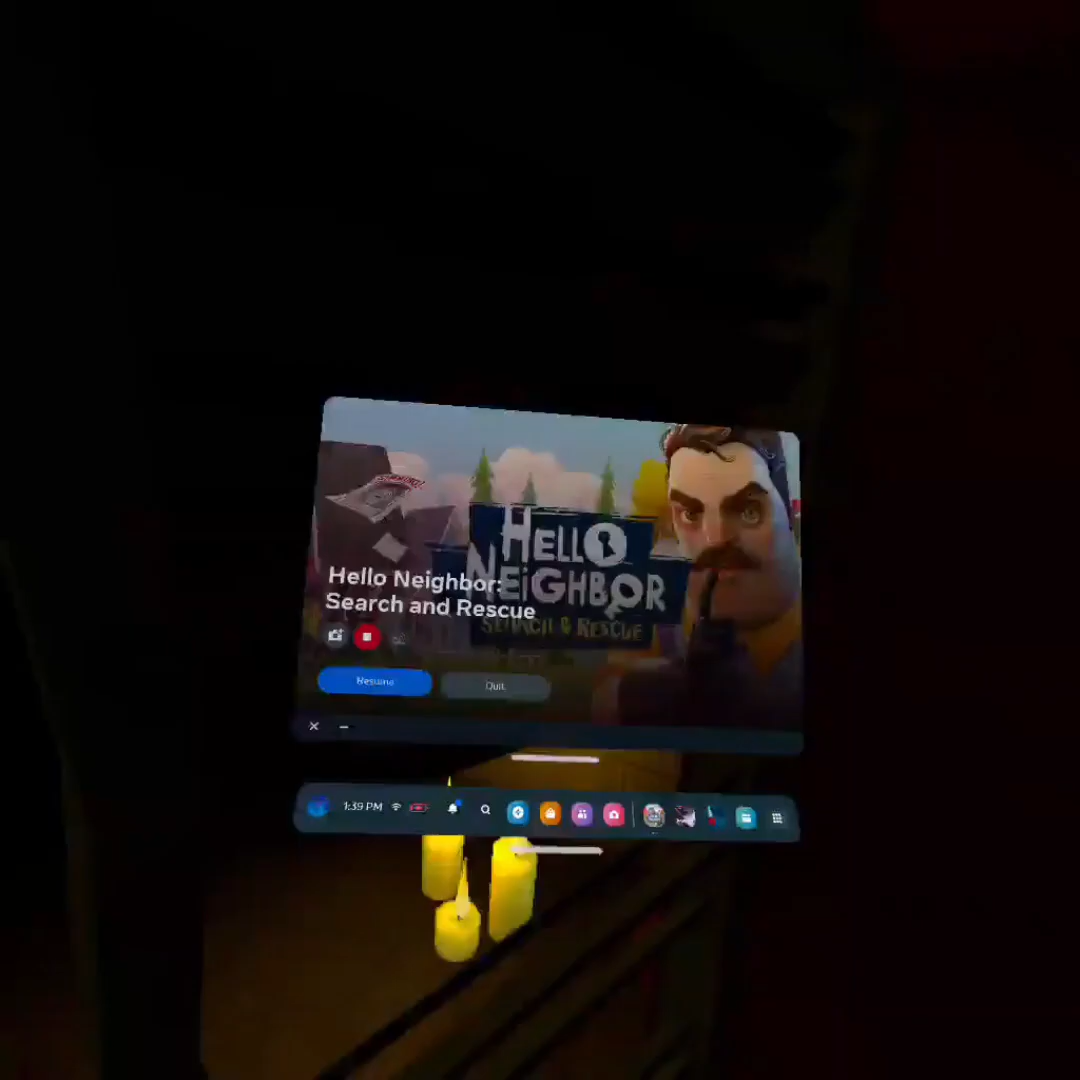 HELLO
NEIGHBOR
Hello Neighbor:
Search and Rescue
SEARCH & RESCUE
Resume
Quit
1:39 PM